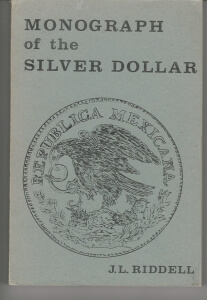 MONOGRAPH
of the
SILVER DOLLAR
REPUBLICA MEXICANA
J.L. RIDDELL